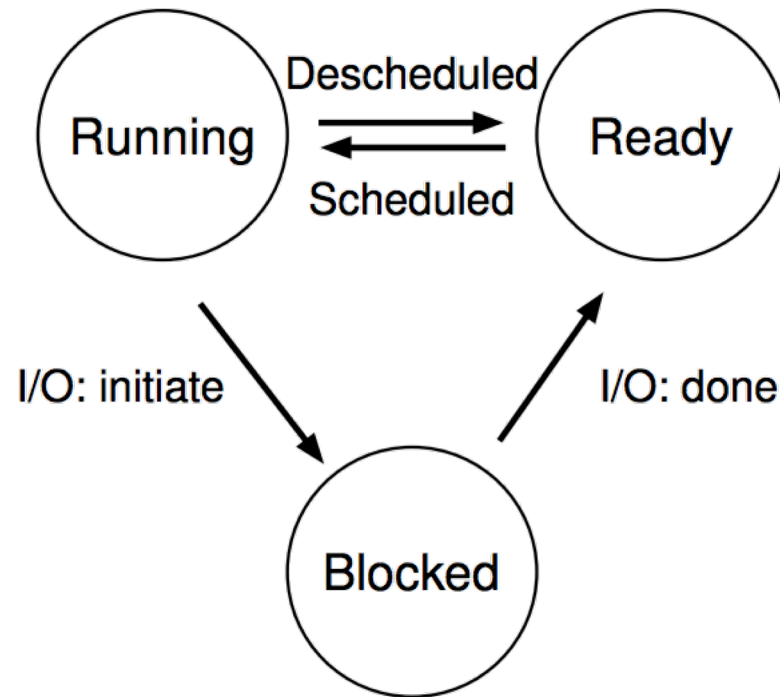 Descheduled
Running
Ready
Scheduled
I/O: initiate
I/O: done
Blocked